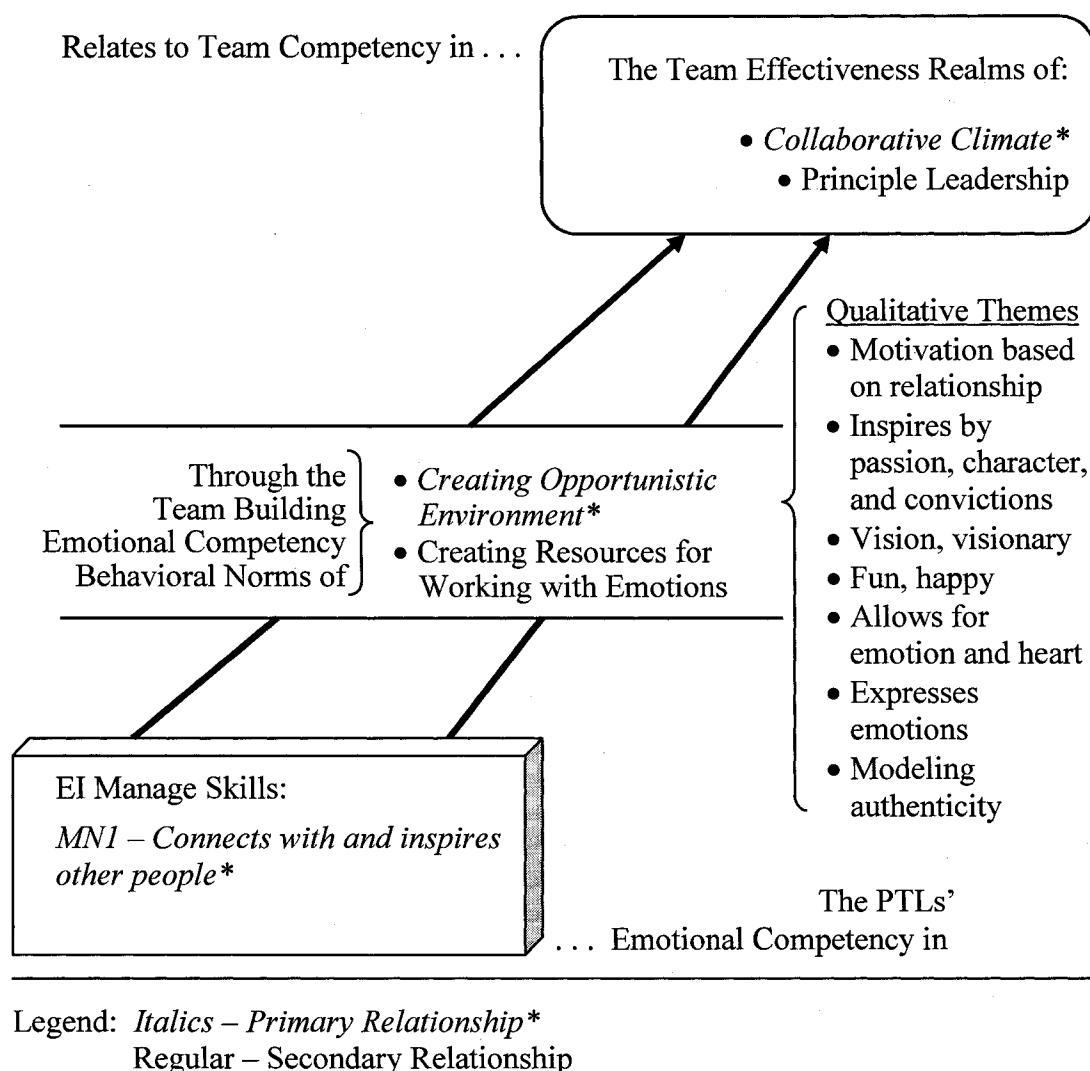 Relates to Team Competency in . . .
The Team Effectiveness Realms of:
• Collaborative Climate*
• Principle Leadership
Qualitative Themes
• Motivation based
on relationship
• Inspires by
passion, character,
and convictions
• Vision, visionary
• Fun, happy
• Allows for
emotion and heart
• Expresses
emotions
• Modeling
authenticity
Through the
Team Building
Emotional Competency
Behavioral Norms of
• Creating Opportunistic
Environment*
• Creating Resources for
Working with Emotions
EI Manage Skills:
MN1 – Connects with and inspires
other people*
The PTLs’
. . . Emotional Competency in
Legend: Italics – Primary Relationship*
Regular – Secondary Relationship